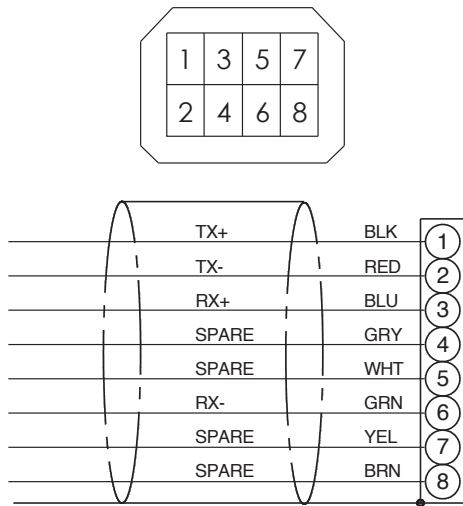 1 3 5 7
2 4 6 8
TX+ BLK 1
TX- RED 2
RX+ BLU 3
SPARE GRY 4
SPARE WHT 5
RX- GRN 6
SPARE YEL 7
SPARE BRN 8